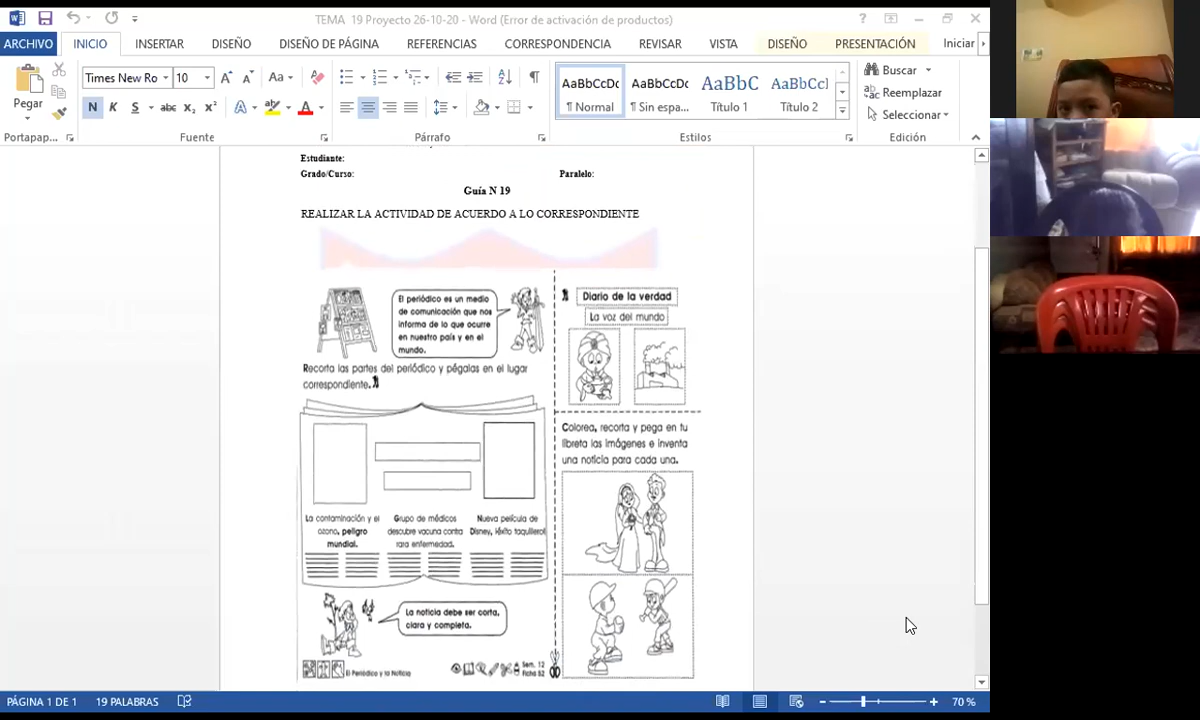 TEMA 19 Proyecto 26-10-20 - Word (Error de activación de productos)
ARCHIVO INICIO INSERTAR DISEÑO DISEÑO DE PÁGINA REFERENCIAS CORRESPONDENCIA REVISAR VISTA DISEÑO PRESENTACIÓN Iniciar
Times New Ro 10 Aa
Pegar
N K S abc x₂ x² A A
AaBbCcDc AaBbCcDc AaBbC AaBbCcl
¶ Normal ¶ Sin espa... Título 1 Título 2
Buscar
Reemplazar
Seleccionar
Portapap... Fuente Párrafo Estilos Edición
Estudiante:
Grado/Curso: Paralelo:
Guía N 19
REALIZAR LA ACTIVIDAD DE ACUERDO A LO CORRESPONDIENTE
El periódico es un medio
de comunicación que nos
informa de lo que ocurre
en nuestro país y en el
mundo.
Recorta las partes del periódico y pégalas en el lugar
correspondiente.
La contaminación y el
ozono, peligro
mundial.
Grupo de médicos
descubre vacuna contra
rara enfermedad.
Nueva película de
Disney, éxito taquillero!
La noticia debe ser corta,
clara y completa.
El Periódico y la Noticia
Sem. 12
Ficha 52
Diario de la verdad
La voz del mundo
Colorea, recorta y pega en tu
libreta las imágenes e inventa
una noticia para cada una.
PÁGINA 1 DE 1 19 PALABRAS 70 %